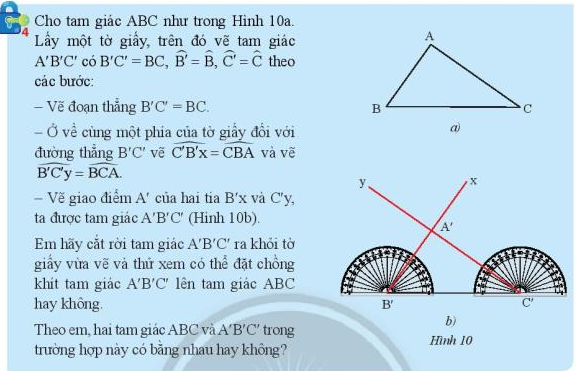 4
Cho tam giác ABC như trong Hình 10a.
Lấy một tờ giấy, trên đó vẽ tam giác
A'B'C' có B'C' = BC, B̂' = B̂, Ĉ' = Ĉ theo
các bước:
– Vẽ đoạn thẳng B'C' = BC.
– Ở về cùng một phía của tờ giấy đối với
đường thẳng B'C' vẽ C'B'x = CBA và vẽ
B'C'y = BCA.
– Vẽ giao điểm A' của hai tia B'x và C'y,
ta được tam giác A'B'C' (Hình 10b).
Em hãy cắt rời tam giác A'B'C' ra khỏi tờ
giấy vừa vẽ và thử xem có thể đặt chồng
khít tam giác A'B'C' lên tam giác ABC
hay không.
Theo em, hai tam giác ABC và A'B'C' trong
trường hợp này có bằng nhau hay không?
A
B
C
a)
y
x
A'
B'
C'
b)
Hình 10